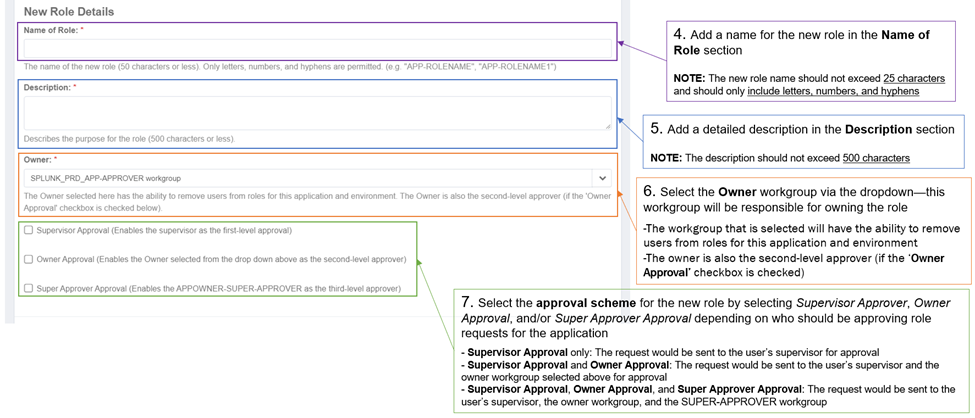 New Role Details
Name of Role: *
The name of the new role (50 characters or less). Only letters, numbers, and hyphens are permitted. (e.g. "APP-ROLENAME", "APP-ROLENAME1")
Description: *
Describes the purpose for the role (500 characters or less).
Owner: *
SPLUNK_PRD_APP-APPROVER workgroup
The Owner selected here has the ability to remove users from roles for this application and environment. The Owner is also the second-level approver (if the 'Owner
Approval' checkbox is checked below).
Supervisor Approval (Enables the supervisor as the first-level approval)
Owner Approval (Enables the Owner selected from the drop down above as the second-level approver)
Super Approver Approval (Enables the APPOWNER-SUPER-APPROVER as the third-level approver)
4. Add a name for the new role in the Name of
Role section
NOTE: The new role name should not exceed 25 characters
and should only include letters, numbers, and hyphens
5. Add a detailed description in the Description section
NOTE: The description should not exceed 500 characters
6. Select the Owner workgroup via the dropdown—this
workgroup will be responsible for owning the role
-The workgroup that is selected will have the ability to remove
users from roles for this application and environment
-The owner is also the second-level approver (if the 'Owner
Approval' checkbox is checked)
7. Select the approval scheme for the new role by selecting Supervisor Approver, Owner
Approval, and/or Super Approver Approval depending on who should be approving role
requests for the application
- Supervisor Approval only: The request would be sent to the user's supervisor for approval
- Supervisor Approval and Owner Approval: The request would be sent to the user's supervisor and the
owner workgroup selected above for approval
- Supervisor Approval, Owner Approval, and Super Approver Approval: The request would be sent to the
user's supervisor, the owner workgroup, and the SUPER-APPROVER workgroup